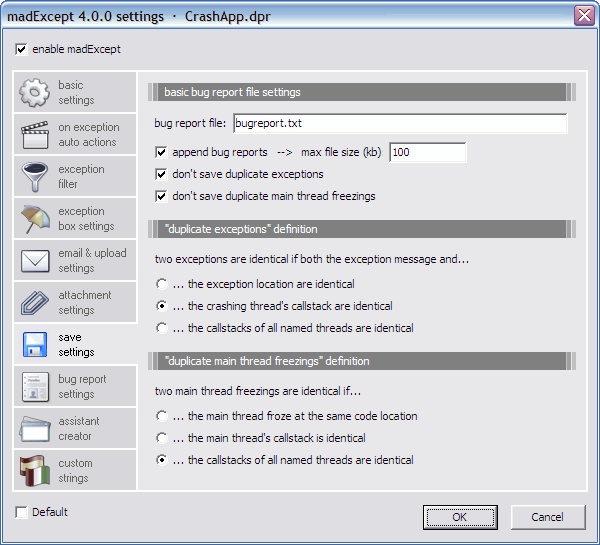 madExcept 4.0.0 settings · CrashApp.dpr
enable madExcept
basic
settings
on exception
auto actions
exception
filter
exception
box settings
email & upload
settings
attachment
settings
save
settings
bug report
settings
assistant
creator
custom
strings
basic bug report file settings
bug report file: bugreport.txt
append bug reports --> max file size (kb) 100
don't save duplicate exceptions
don't save duplicate main thread freezings
"duplicate exceptions" definition
two exceptions are identical if both the exception message and...
... the exception location are identical
... the crashing thread's callstack are identical
... the callstacks of all named threads are identical
"duplicate main thread freezings" definition
two main thread freezings are identical if...
... the main thread froze at the same code location
... the main thread's callstack is identical
... the callstacks of all named threads are identical
Default
OK
Cancel